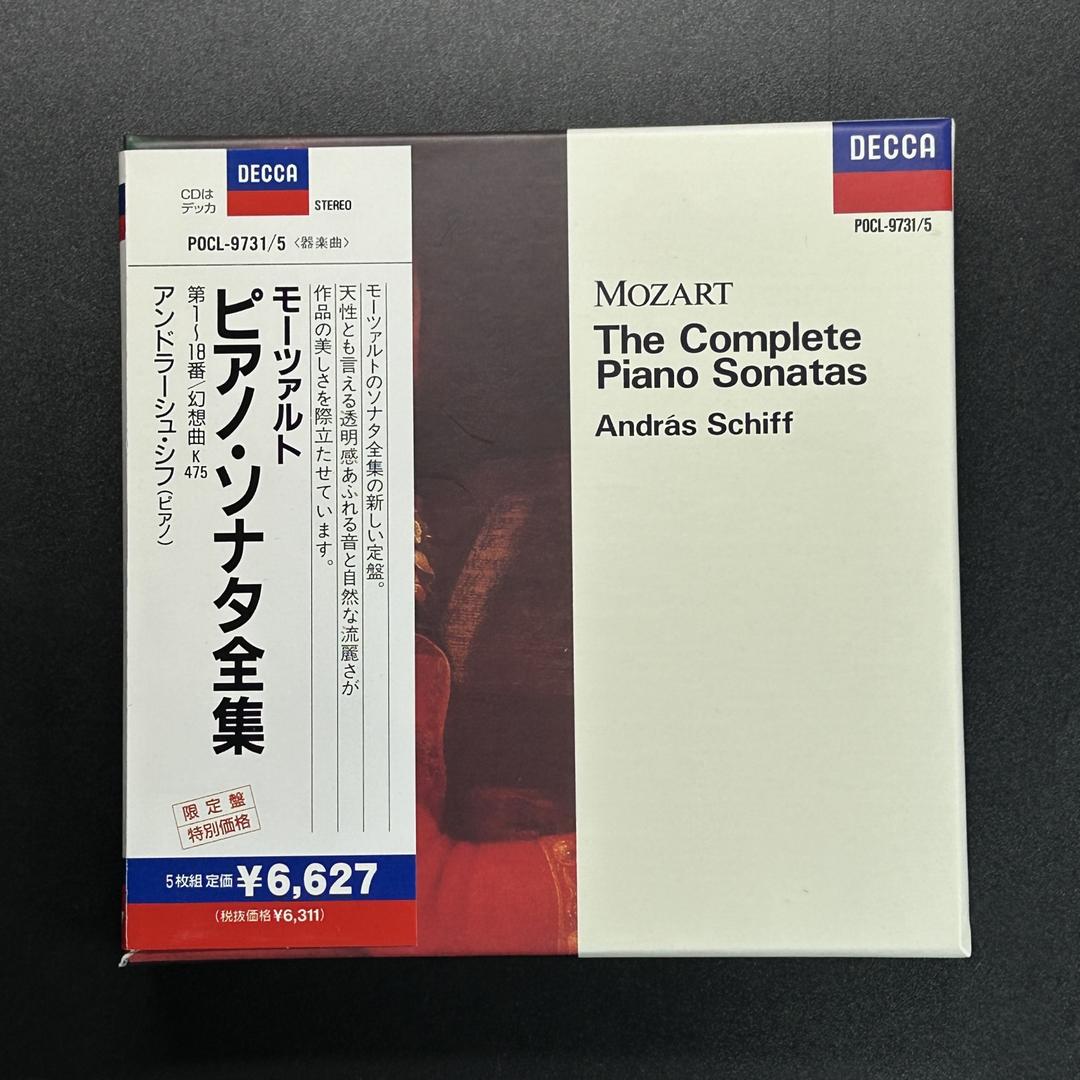 CDは
デッカ
DECCA
STEREO
POCL-9731/5〈器楽曲〉
モーツァルトのソナタ全集の新しい定盤。
天性とも言える透明感あふれる音と自然な流麗さが
作品の美しさを際立たせています。
モーツァルト
ピアノ・ソナタ全集
第1〜18番/幻想曲 K 475
アンドラーシュ・シフ(ピアノ)
限定盤
特別価格
5枚組 定価¥6,627
(税抜価格¥6,311)
DECCA
POCL-9731/5
MOZART
The Complete
Piano Sonatas
András Schiff